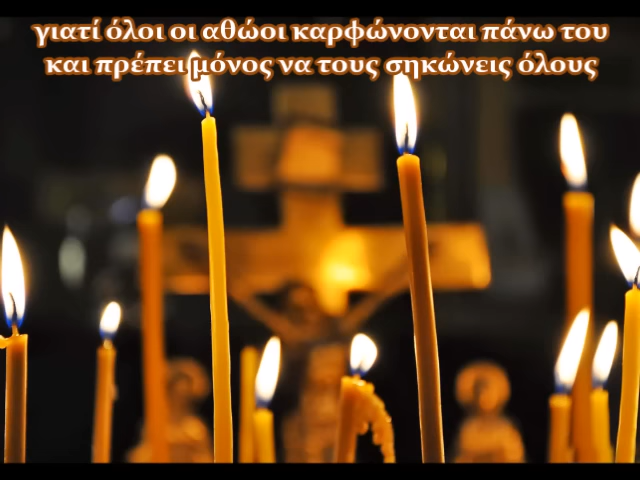 γιατί όλοι οι αθώοι καρφώνονται πάνω του
και πρέπει μόνος να τους σηκώνεις όλους